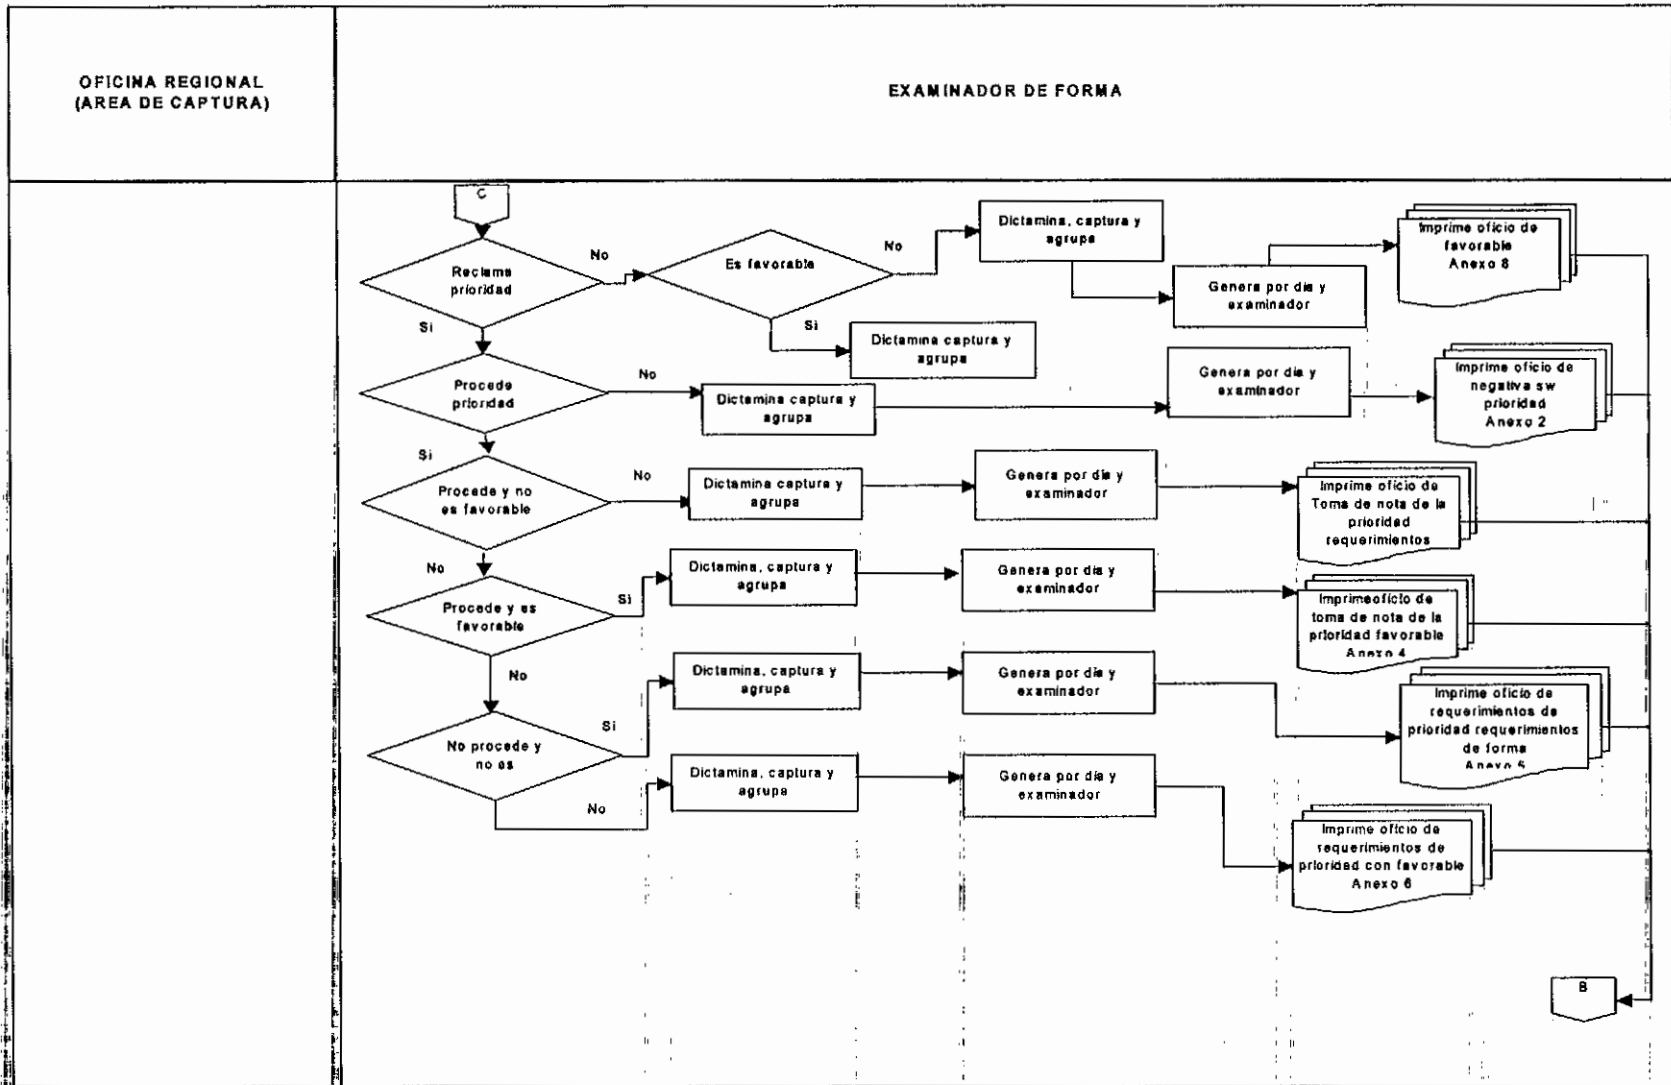 OFICINA REGIONAL
(AREA DE CAPTURA)
EXAMINADOR DE FORMA
C
Reclama
prioridad
No
Es favorable
No
Dictamina, captura y
agrupa
Genera por día y
examinador
Imprime oficio de
favorable
Anexo 8
Si
Si
Dictamina captura y
agrupa
Procede
prioridad
No
Dictamina captura y
agrupa
Genera por día y
examinador
Imprime oficio de
negativa sw
prioridad
Anexo 2
Si
Procede y no
es favorable
No
Dictamina captura y
agrupa
Genera por día y
examinador
Imprime oficio de
Toma de nota de la
prioridad
requerimientos
No
Procede y es
favorable
Si
Dictamina, captura y
agrupa
Genera por día y
examinador
Imprimeoficio de
toma de nota de la
prioridad favorable
Anexo 4
No
No procede y
no es
Si
Dictamina, captura y
agrupa
Genera por día y
examinador
Imprime oficio de
requerimientos de
prioridad requerimientos
de forma
Anexo 5
No
Dictamina, captura y
agrupa
Genera por día y
examinador
Imprime oficio de
requerimientos de
prioridad con favorable
Anexo 6
B